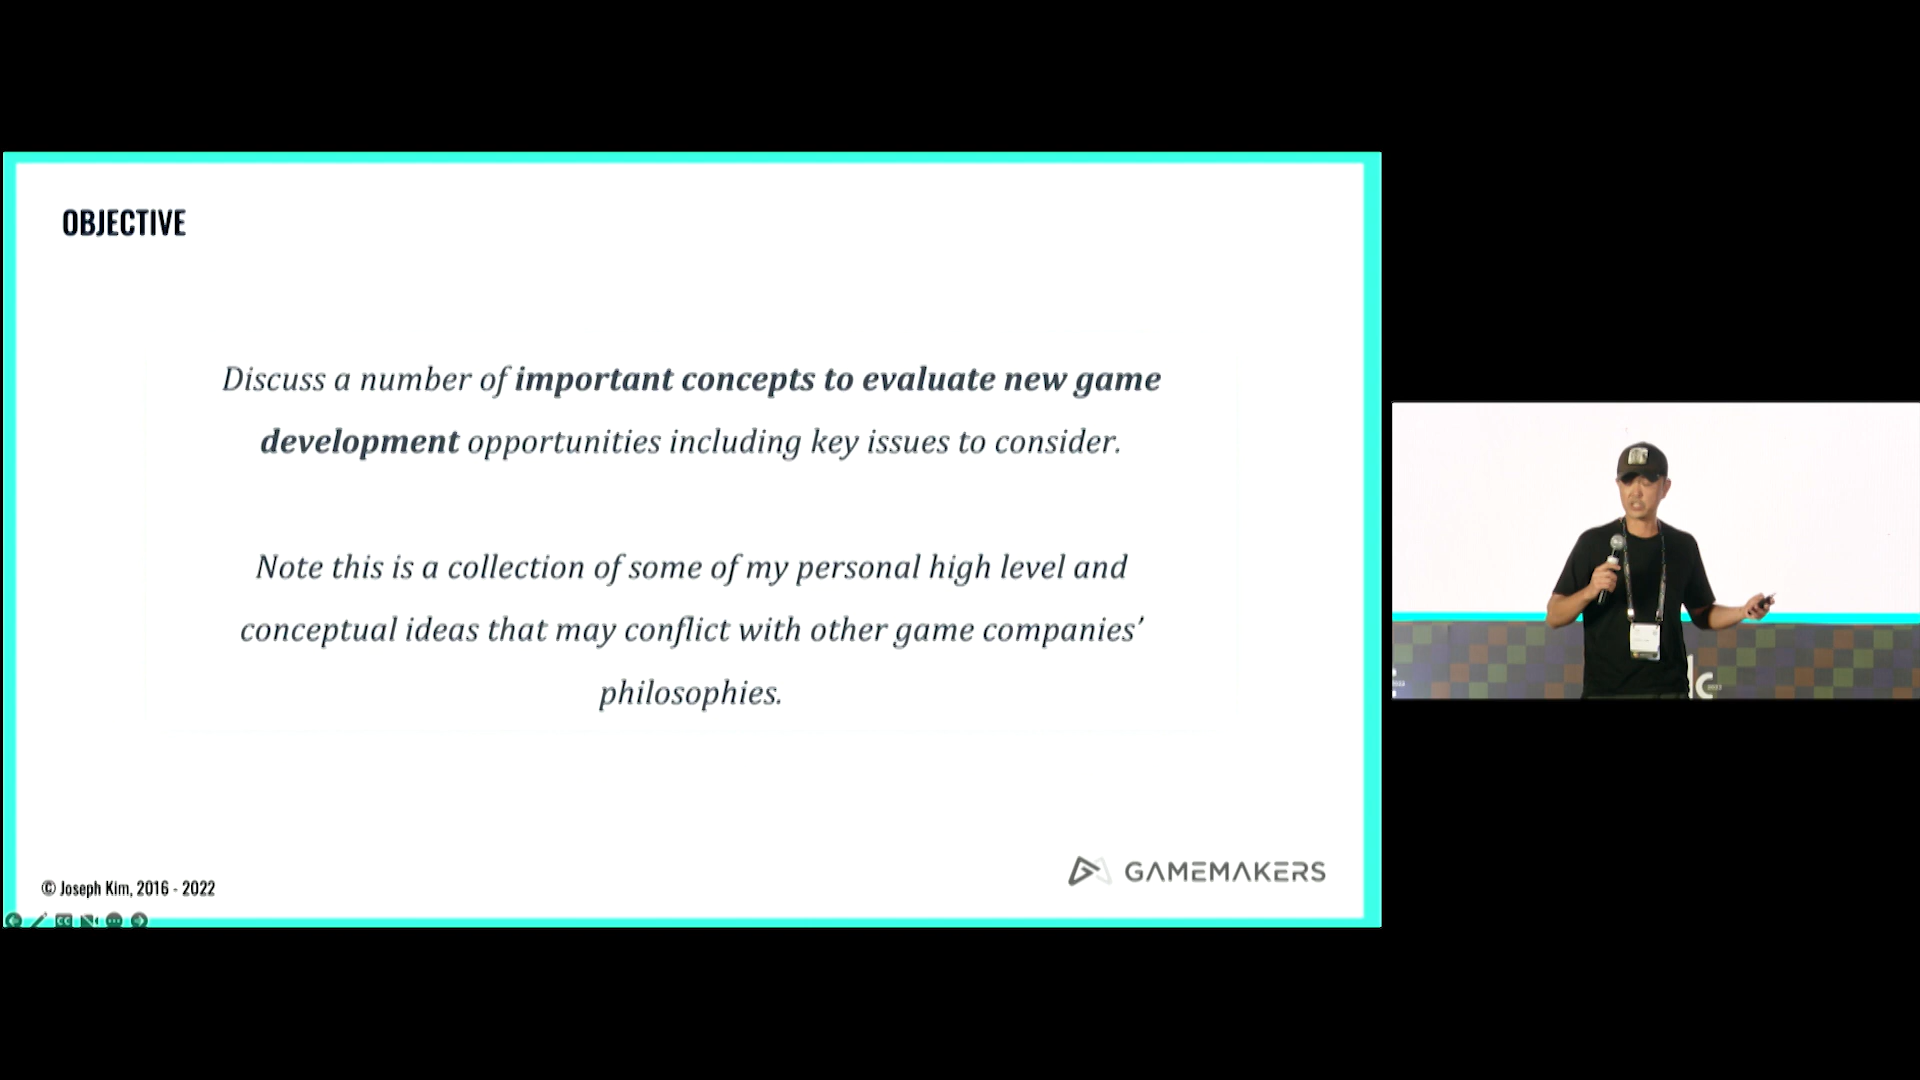 OBJECTIVE
Discuss a number of important concepts to evaluate new game
development opportunities including key issues to consider.
Note this is a collection of some of my personal high level and
conceptual ideas that may conflict with other game companies’
philosophies.
© Joseph Kim, 2016 - 2022
GAMEMAKERS
CC